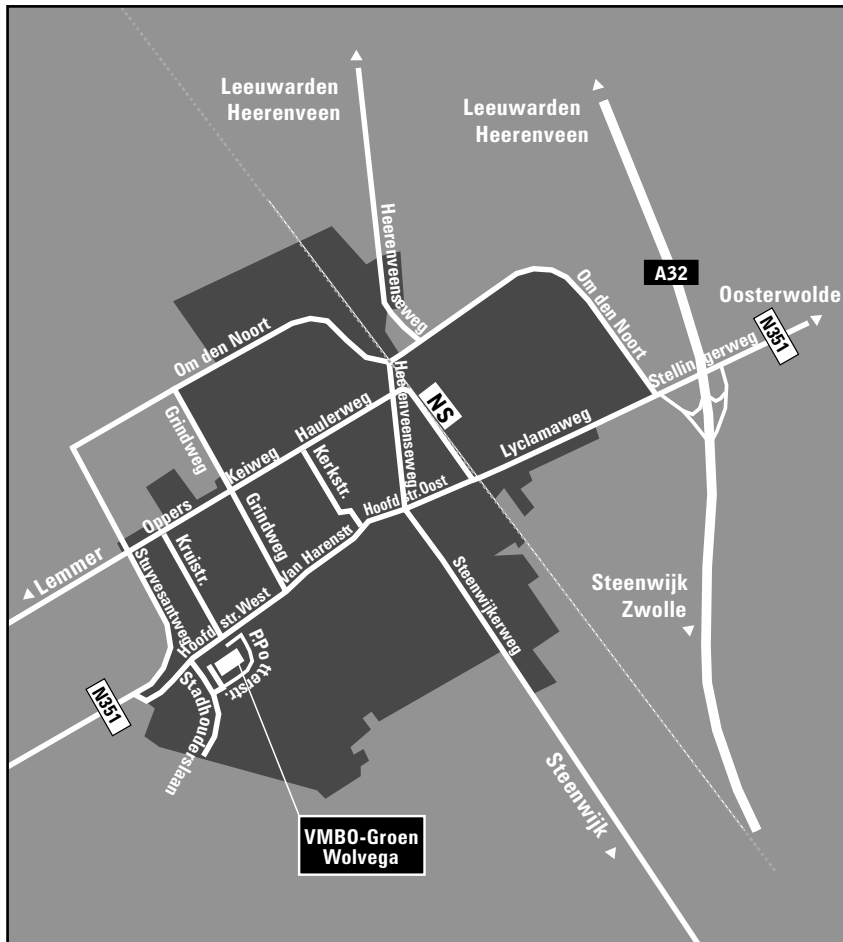 Leeuwarden
Heerenveen
Leeuwarden
Heerenveen
A32
Oosterwolde
N351
Heerenveenseweg
Om den Noort
Om den Noort
Stellingerweg
Grindweg
Haulerweg
Heerenveenseweg
NS
Lyclamaweg
Keiweg
Kerkstr.
Hoofdstr. Oost
Oppers
Grindweg
Van Harenstr.
Kruisstr.
Lemmer
Stuyvesantweg
Hoofdstr. West
Steenwijkerweg
Steenwijk
Zwolle
P.Potterstr.
Stadhouderslaan
N351
Steenwijk
VMBO-Groen
Wolvega